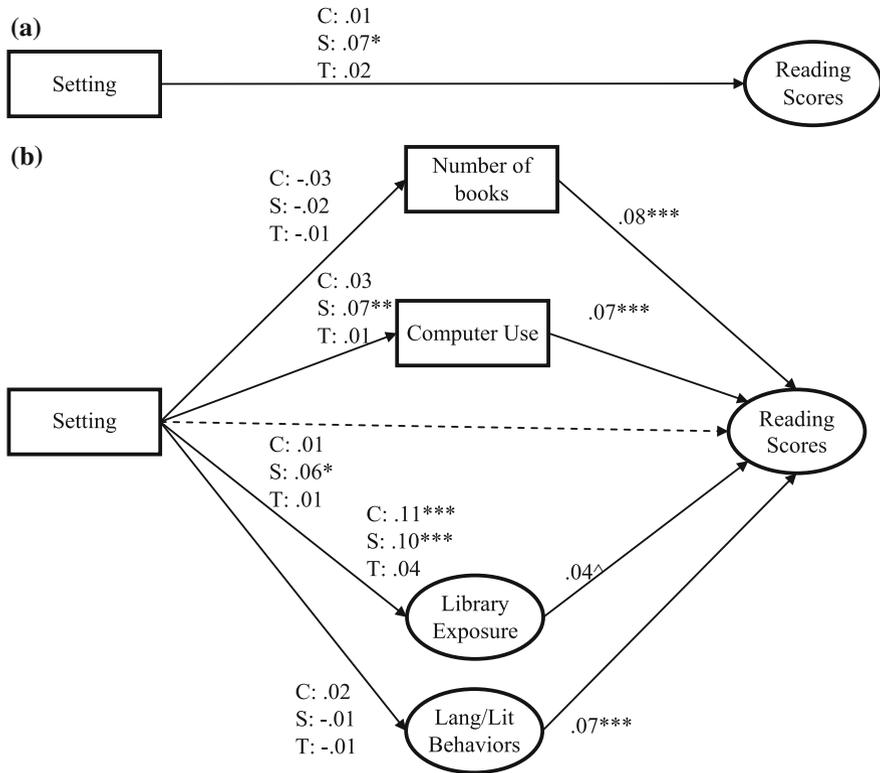 (a)
C: .01
S: .07*
T: .02
Setting
Reading
Scores
(b)
C: -.03
S: -.02
T: -.01
Number of
books
.08***
C: .03
S: .07**
T: .01
Computer Use
.07***
Setting
Reading
Scores
C: .01
S: .06*
T: .01
C: .11***
S: .10***
T: .04
Library
Exposure
.04^
C: .02
S: -.01
T: -.01
Lang/Lit
Behaviors
.07***